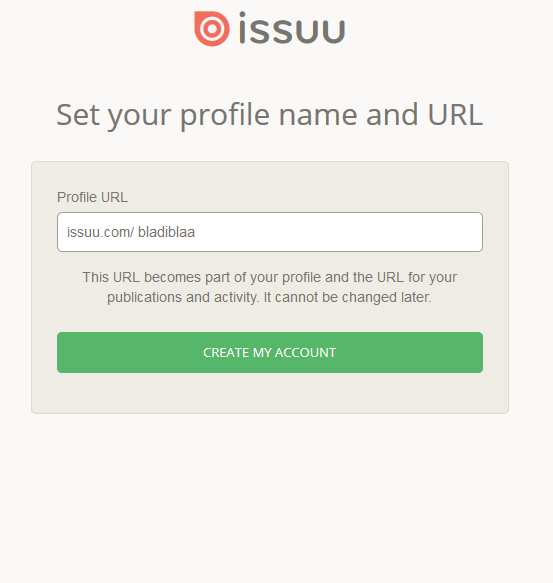 issuu
Set your profile name and URL
Profile URL
issuu.com/ bladiblaa
This URL becomes part of your profile and the URL for your
publications and activity. It cannot be changed later.
CREATE MY ACCOUNT